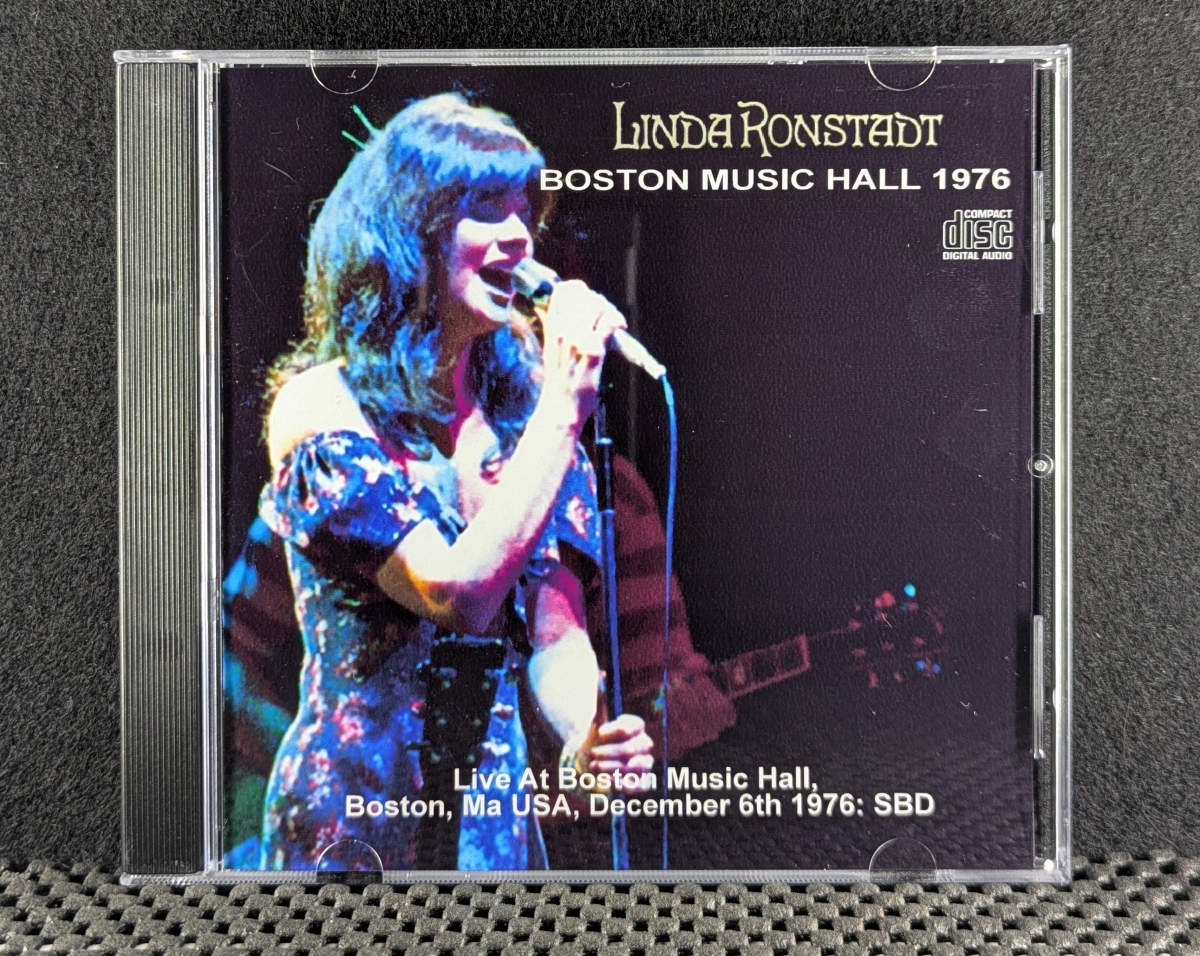 LINDA RONSTADT
BOSTON MUSIC HALL 1976
COMPACT
disc
DIGITAL AUDIO
Live At Boston Music Hall,
Boston, Ma USA, December 6th 1976: SBD